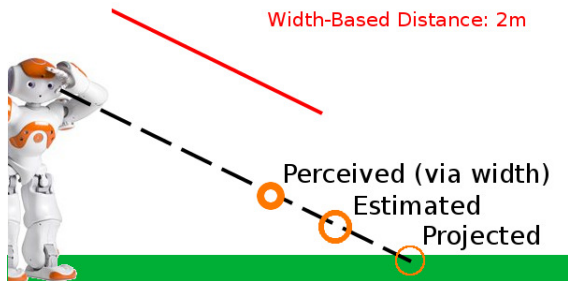 Width-Based Distance: 2m
Perceived (via width)
Estimated
Projected